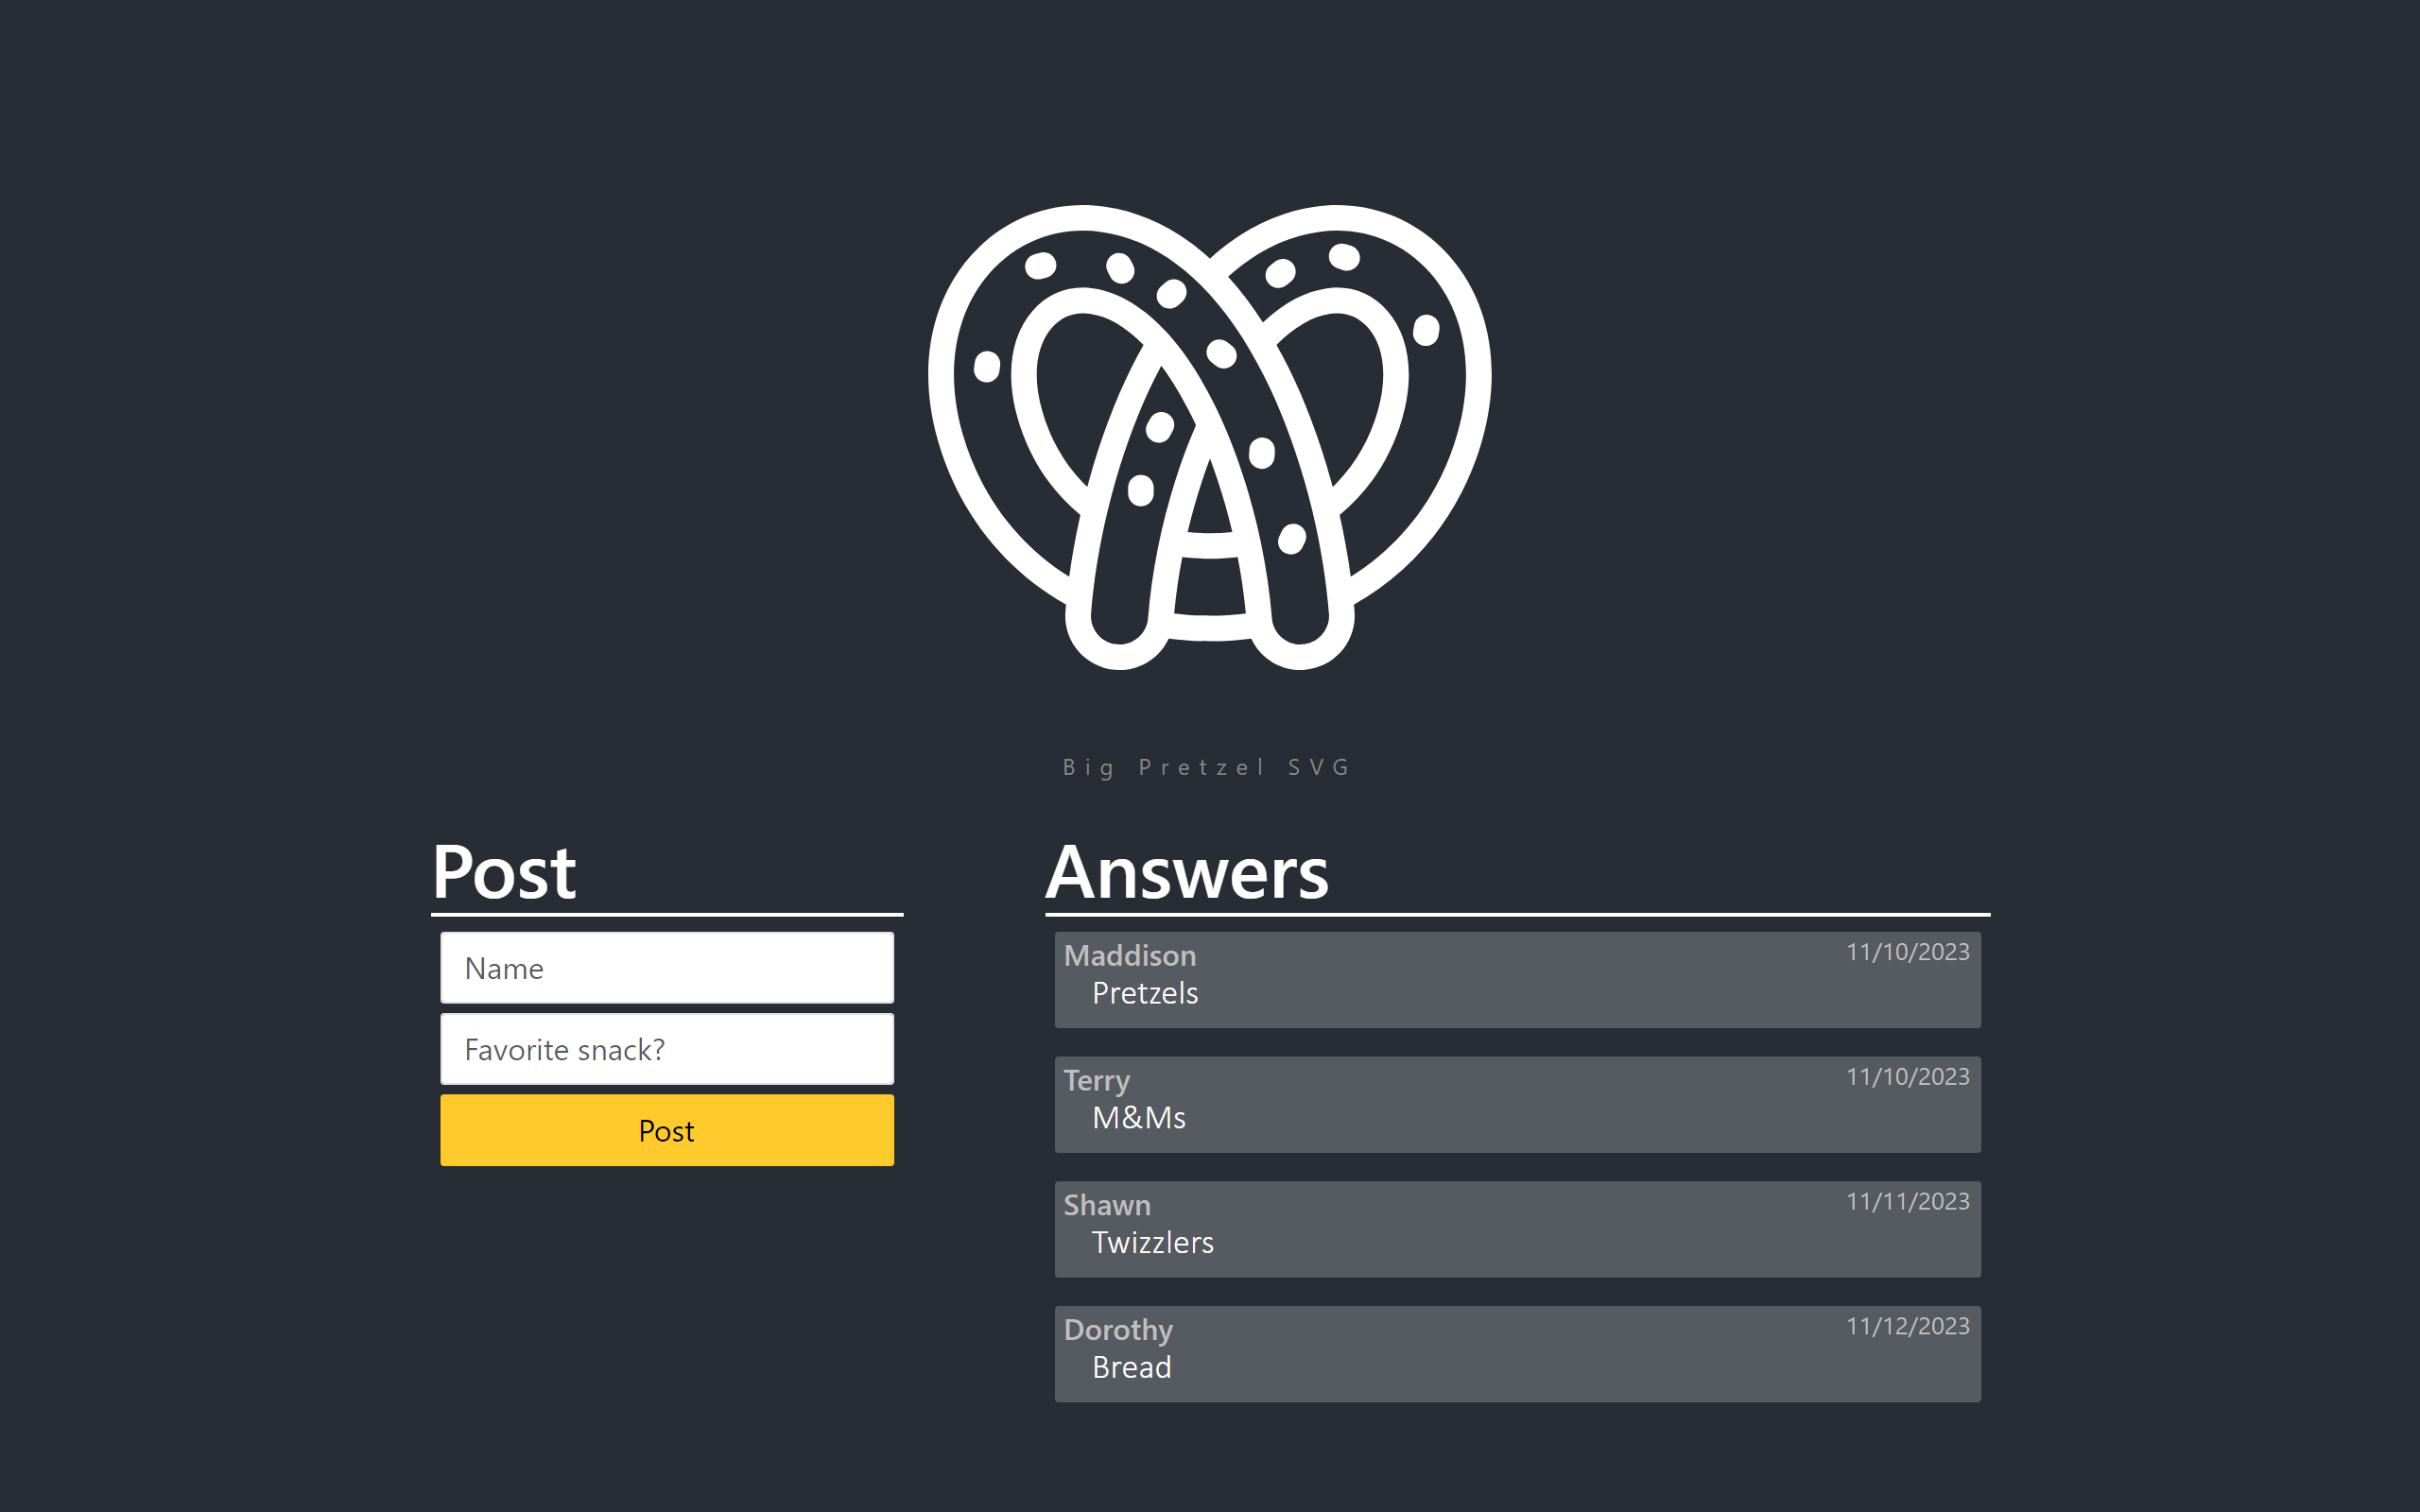 Big Pretzel SVG
Post
Name
Favorite snack?
Post
Answers
Maddison 11/10/2023
Pretzels
Terry 11/10/2023
M&Ms
Shawn 11/11/2023
Twizzlers
Dorothy 11/12/2023
Bread